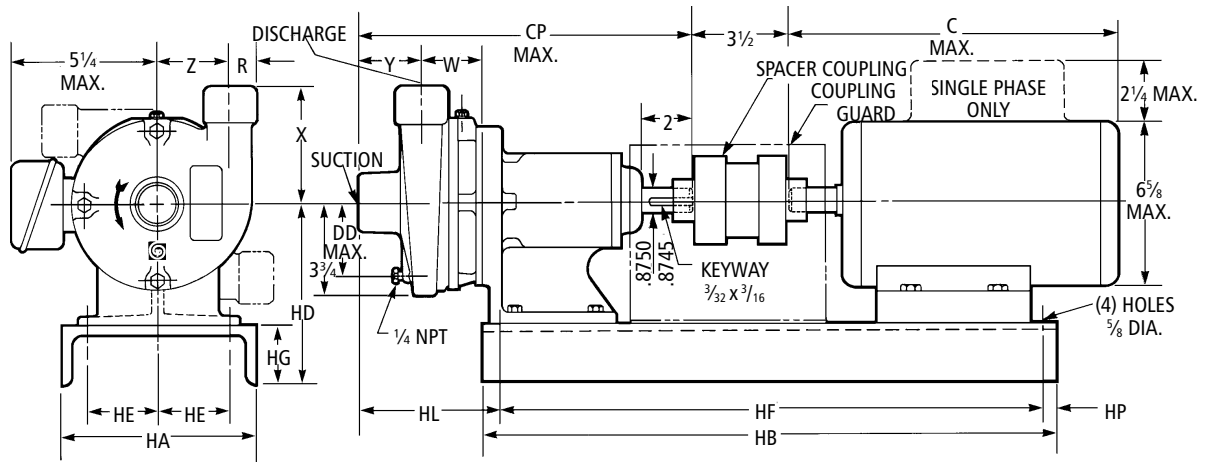 DISCHARGE
CP
MAX.
3½
C
MAX.
5¼
MAX.
Z
R
Y
W
SPACER COUPLING
COUPLING
GUARD
SINGLE PHASE
ONLY
2¼ MAX.
X
2
SUCTION
6⅝
MAX.
DD
MAX.
3¾
.8750
.8745
KEYWAY
3⁄32 x 3⁄16
HD
¼ NPT
(4) HOLES
⅝ DIA.
HG
HE
HE
HA
HL
HF
HP
HB